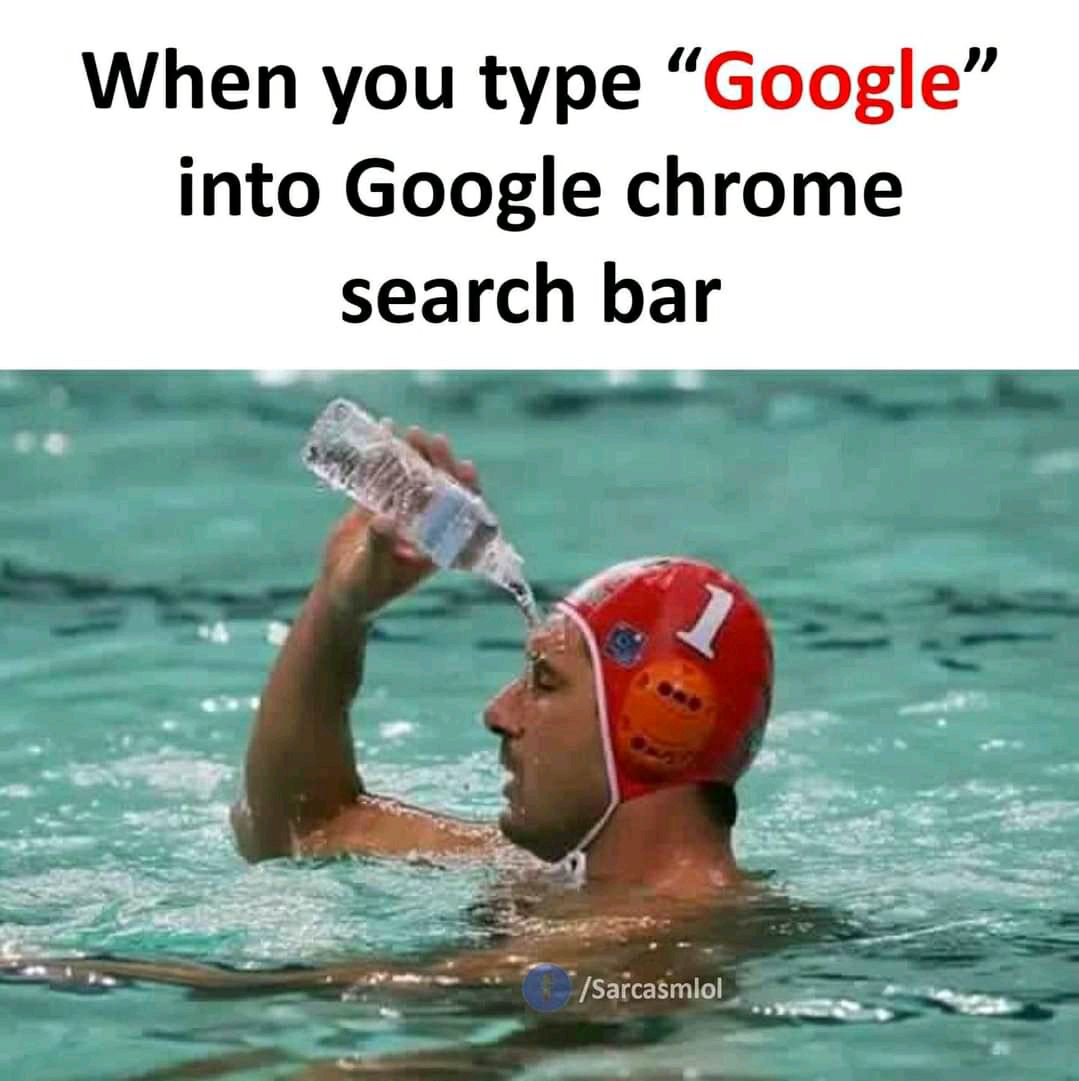 When you type “Google”
into Google chrome
search bar
1
f /Sarcasmlol